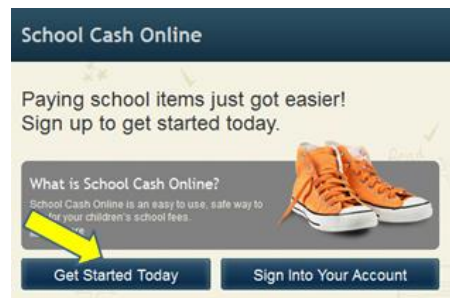 School Cash Online
Paying school items just got easier!
Sign up to get started today.
What is School Cash Online?
School Cash Online is an easy to use, safe way to
for your children's school fees.
Get Started Today
Sign Into Your Account